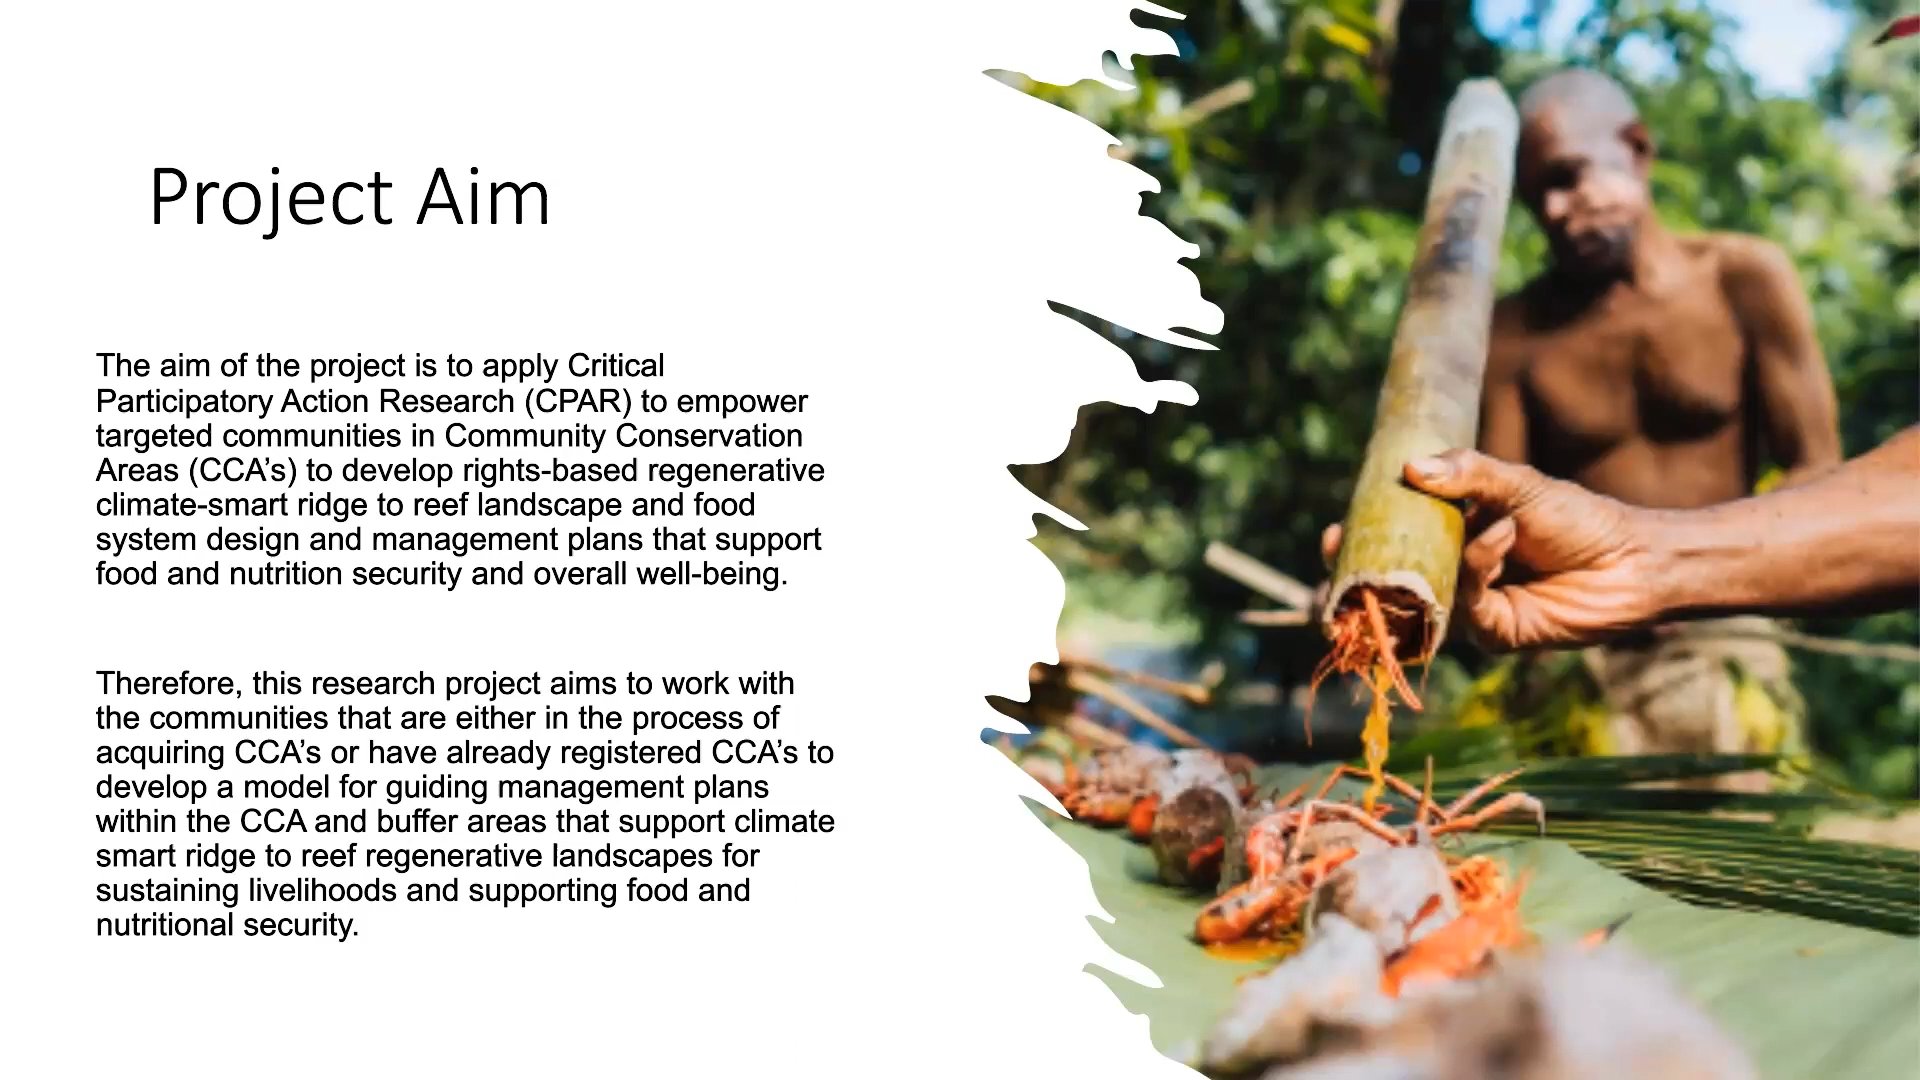 Project Aim
The aim of the project is to apply Critical
Participatory Action Research (CPAR) to empower
targeted communities in Community Conservation
Areas (CCA’s) to develop rights-based regenerative
climate-smart ridge to reef landscape and food
system design and management plans that support
food and nutrition security and overall well-being.
Therefore, this research project aims to work with
the communities that are either in the process of
acquiring CCA’s or have already registered CCA’s to
develop a model for guiding management plans
within the CCA and buffer areas that support climate
smart ridge to reef regenerative landscapes for
sustaining livelihoods and supporting food and
nutritional security.